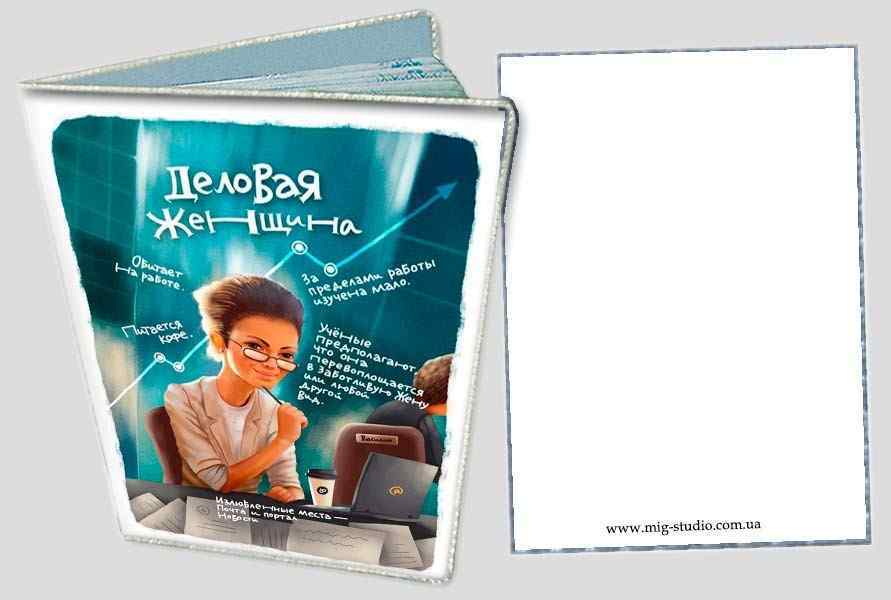 Деловая
Женщина
Обитает
на работе.
За
пределами работы
изучена мало.
Питается
кофе.
Учёные
предполагают,
что она
перевоплощается
в заботливую жену
или любой
другой
вид.
Василий
@
Излюбленные места —
Почта и портал
Новости
www.mig-studio.com.ua